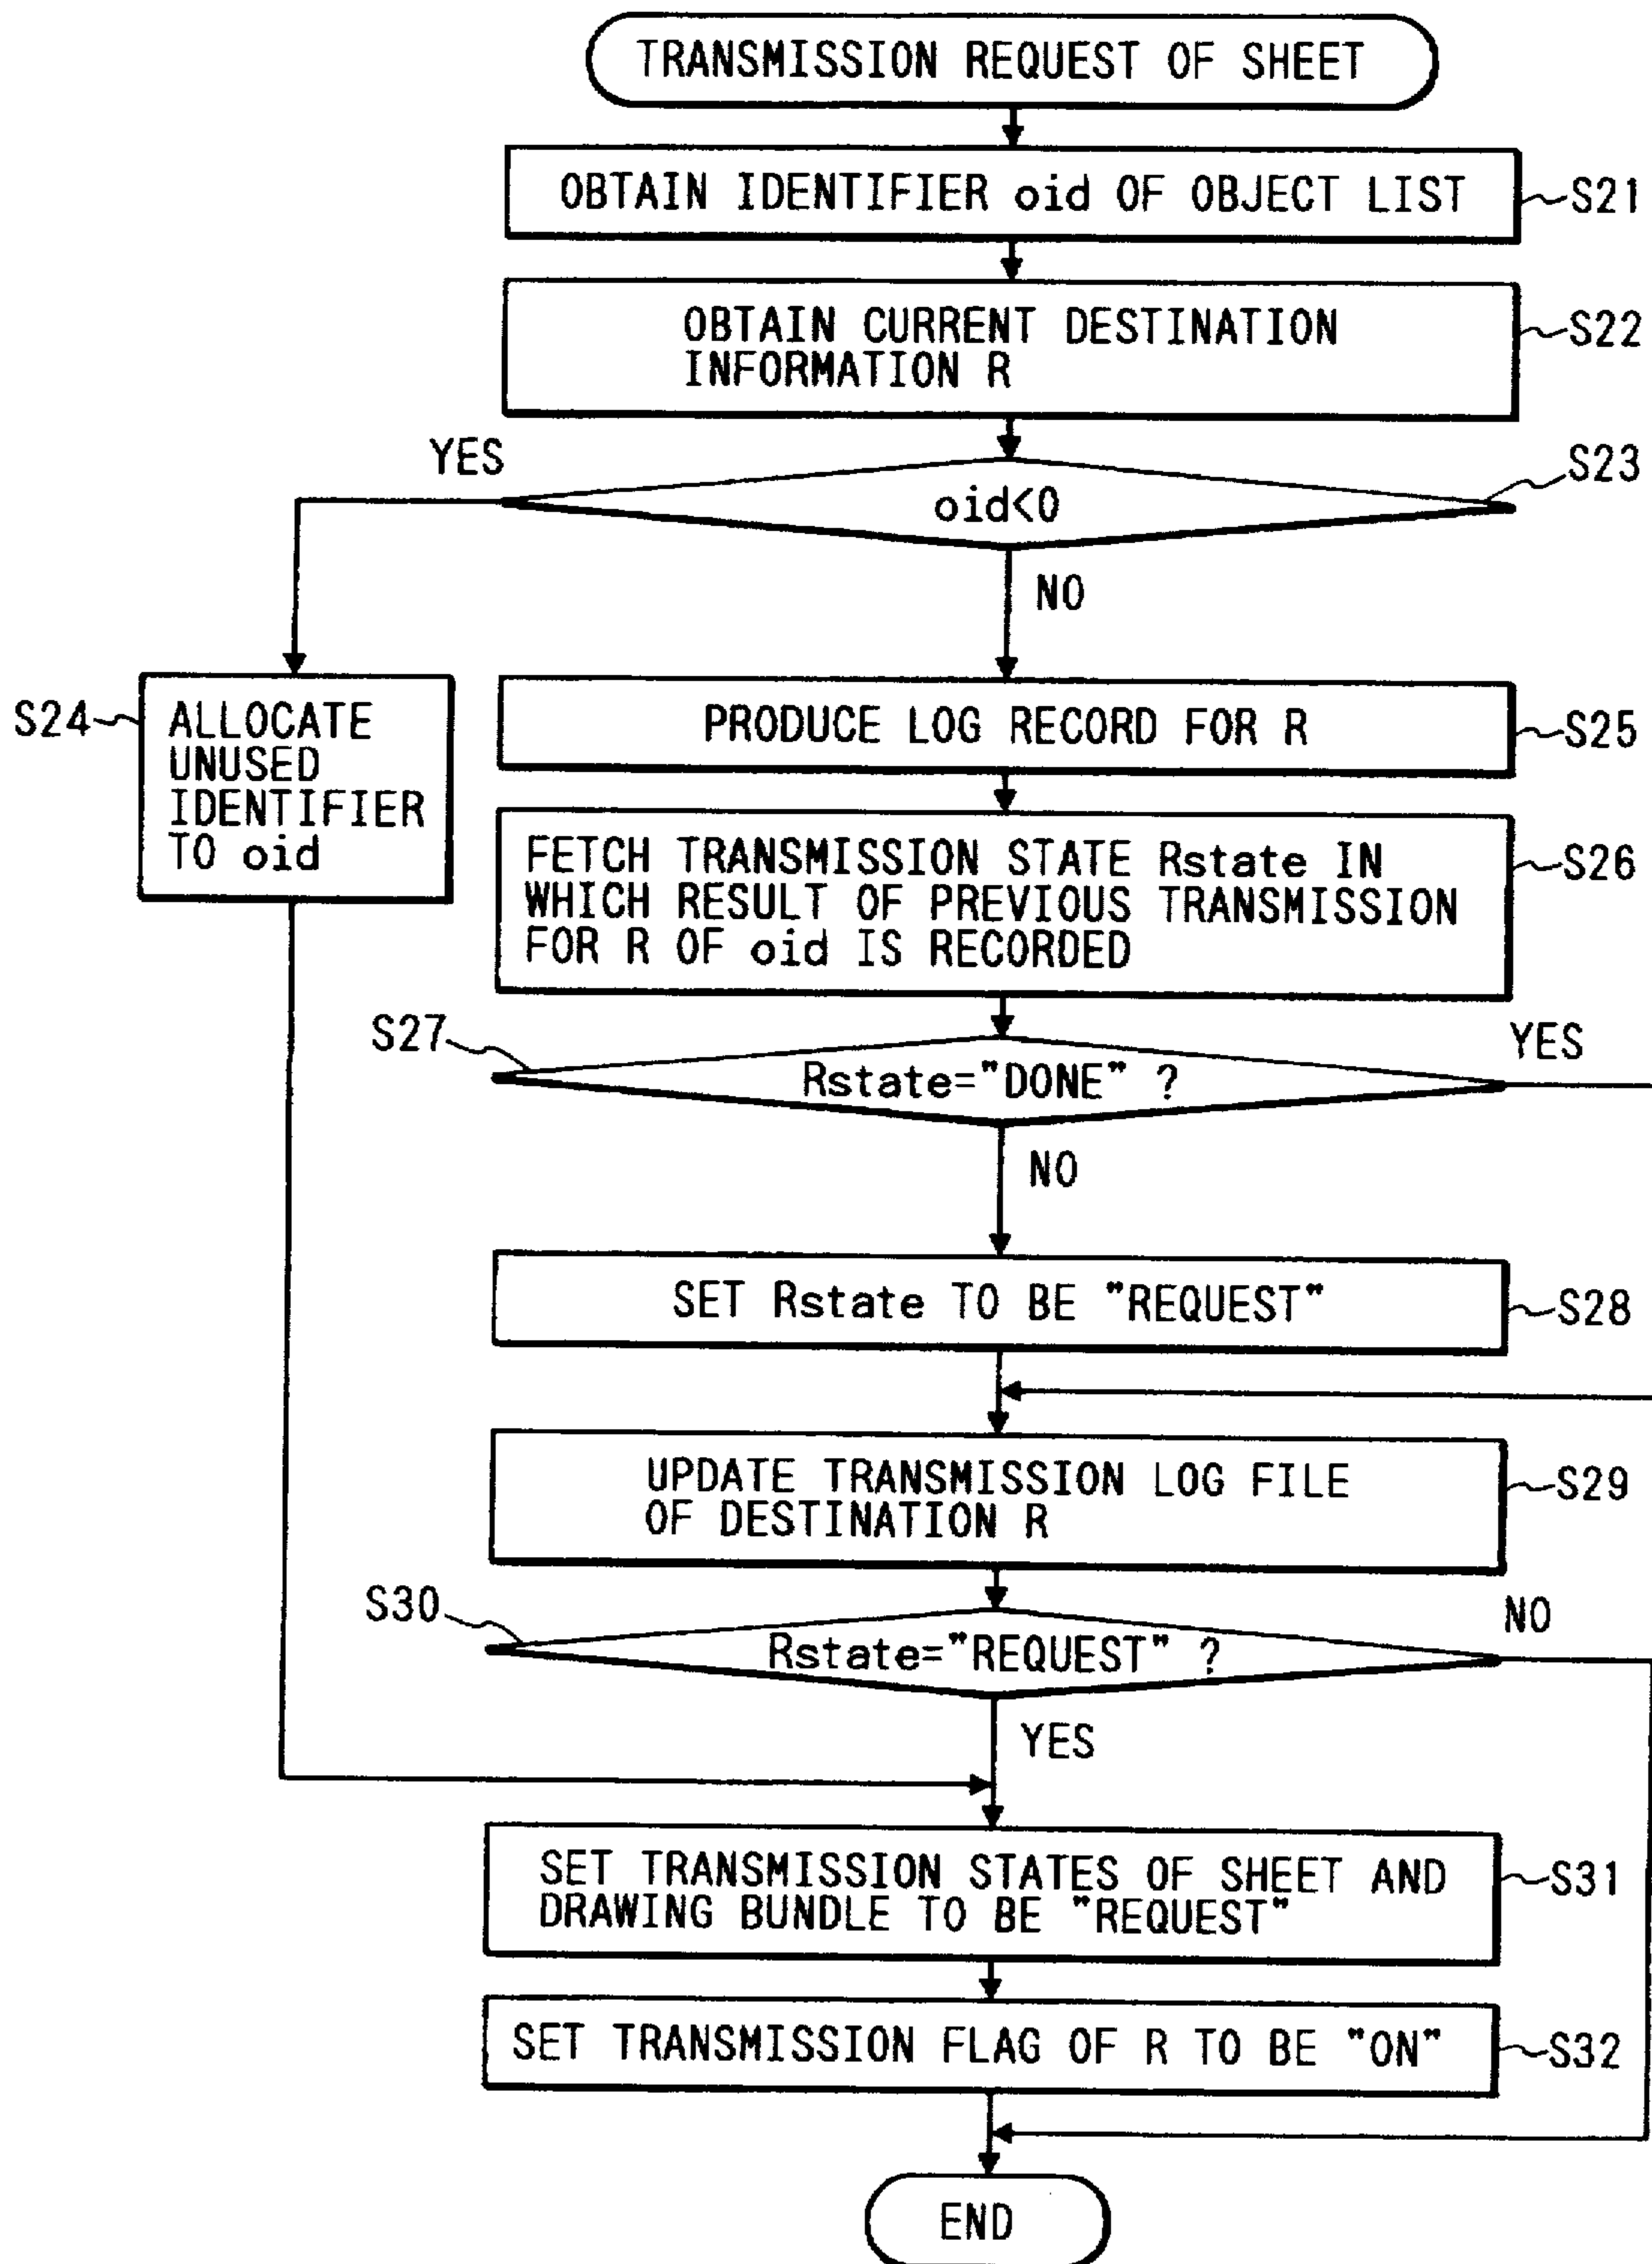 TRANSMISSION REQUEST OF SHEET
OBTAIN IDENTIFIER oid OF OBJECT LIST
S21
OBTAIN CURRENT DESTINATION
INFORMATION R
S22
YES
S23
oid<0
NO
S24
ALLOCATE
UNUSED
IDENTIFIER
TO oid
PRODUCE LOG RECORD FOR R
S25
FETCH TRANSMISSION STATE Rstate IN
WHICH RESULT OF PREVIOUS TRANSMISSION
FOR R OF oid IS RECORDED
S26
S27
YES
Rstate="DONE" ?
NO
SET Rstate TO BE "REQUEST"
S28
UPDATE TRANSMISSION LOG FILE
OF DESTINATION R
S29
S30
NO
Rstate="REQUEST" ?
YES
SET TRANSMISSION STATES OF SHEET AND
DRAWING BUNDLE TO BE "REQUEST"
S31
SET TRANSMISSION FLAG OF R TO BE "ON"
S32
END